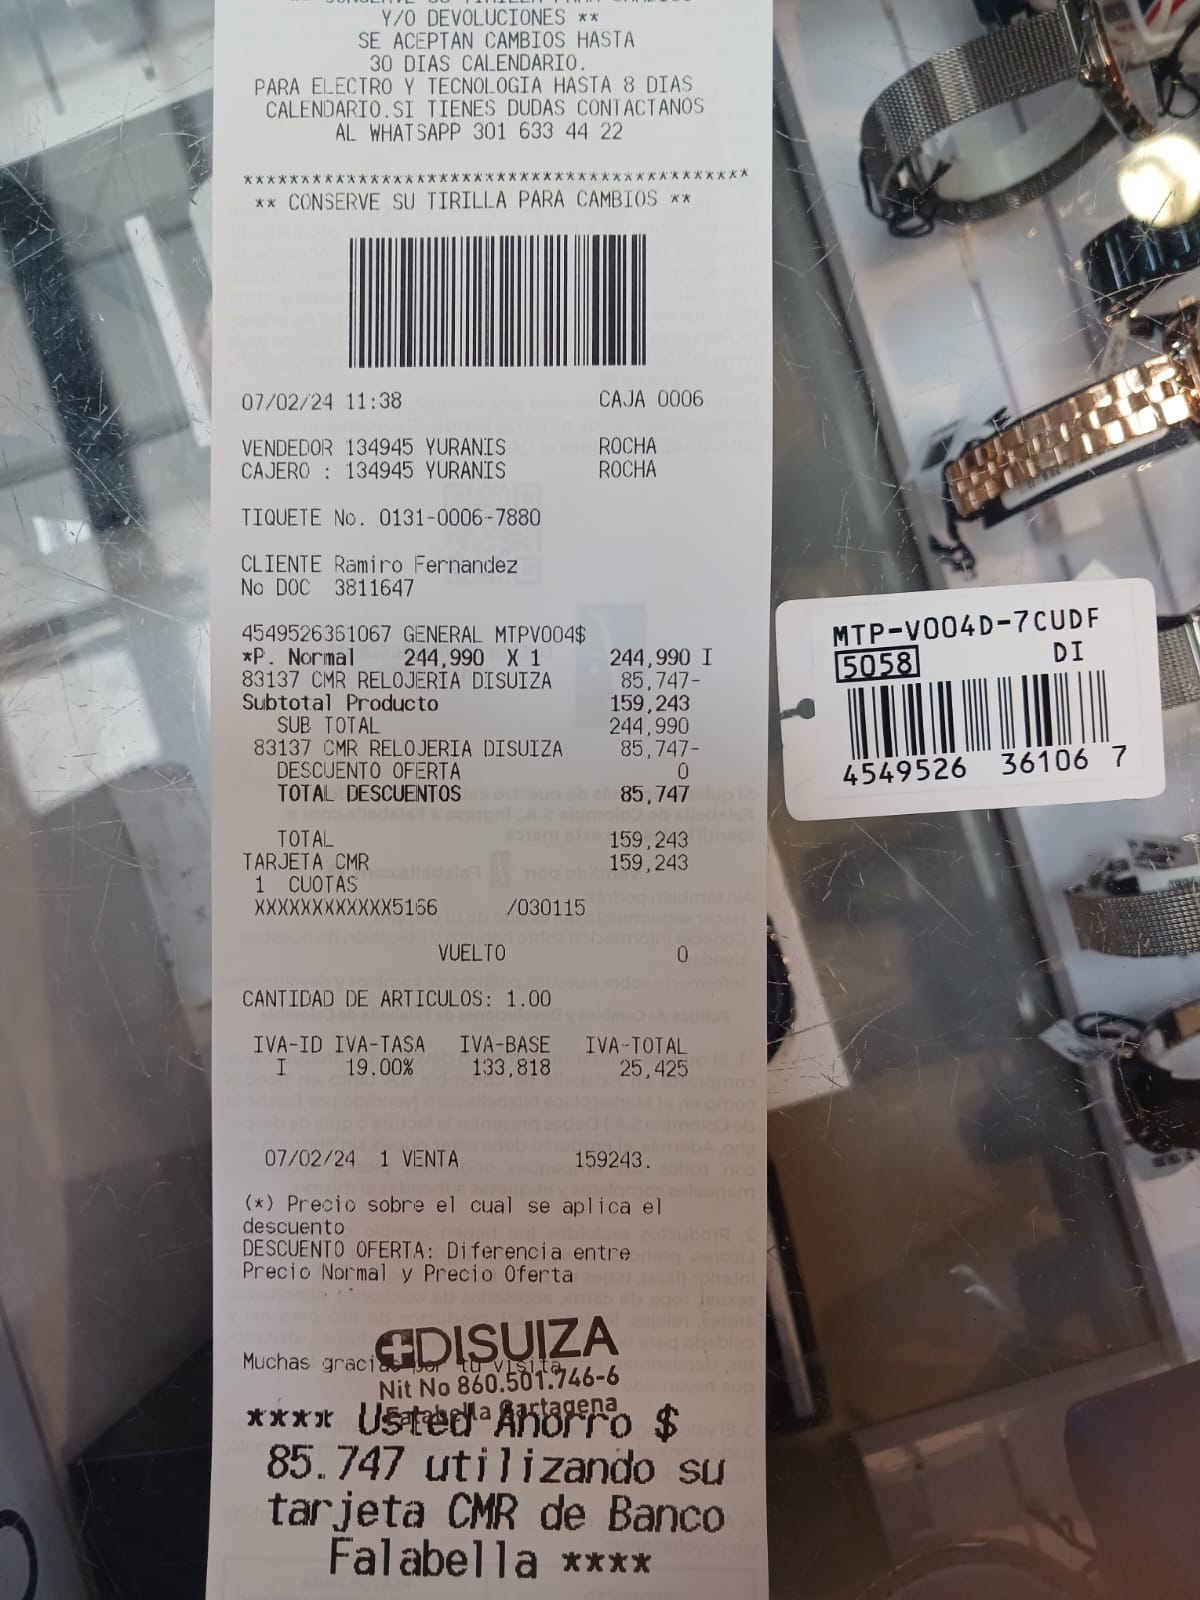 ** CONSERVE SU TIRILLA PARA CAMBIOS
Y/O DEVOLUCIONES **
SE ACEPTAN CAMBIOS HASTA
30 DIAS CALENDARIO.
PARA ELECTRO Y TECNOLOGIA HASTA 8 DIAS
CALENDARIO.SI TIENES DUDAS CONTACTANOS
AL WHATSAPP 301 633 44 22
********************************************
** CONSERVE SU TIRILLA PARA CAMBIOS **
07/02/24 11:38 CAJA 0006
VENDEDOR 134945 YURANIS ROCHA
CAJERO : 134945 YURANIS ROCHA
TIQUETE No. 0131-0006-7880
CLIENTE Ramiro Fernandez
No DOC 3811647
4549526361067 GENERAL MTPV004$
*P. Normal 244,990 X 1 244,990 I
83137 CMR RELOJERIA DISUIZA 85,747-
Subtotal Producto 159,243
SUB TOTAL 244,990
83137 CMR RELOJERIA DISUIZA 85,747-
DESCUENTO OFERTA 0
TOTAL DESCUENTOS 85,747
TOTAL 159,243
TARJETA CMR 159,243
1 CUOTAS
XXXXXXXXXXXX5166 /030115
VUELTO 0
CANTIDAD DE ARTICULOS: 1.00
IVA-ID IVA-TASA IVA-BASE IVA-TOTAL
I 19.00% 133,818 25,425
07/02/24 1 VENTA 159243.
(*) Precio sobre el cual se aplica el
descuento
DESCUENTO OFERTA: Diferencia entre
Precio Normal y Precio Oferta
DISUIZA
Muchas gracias por tu visita
Nit No 860.501.746-6
Falabella Cartagena
**** Usted Ahorro $
85.747 utilizando su
tarjeta CMR de Banco
Falabella ****
MTP-V004D-7CUDF
5058 DI
4549526 36106 7